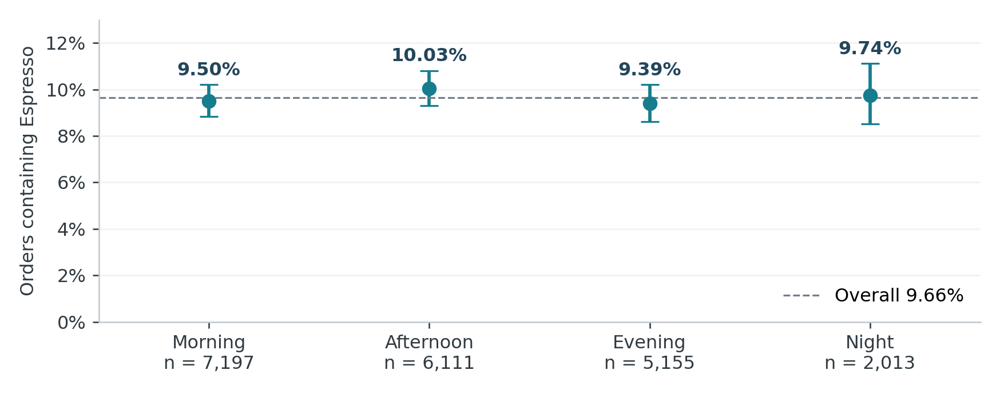 Orders containing Espresso
12%
10%
8%
6%
4%
2%
0%
9.50%
10.03%
9.39%
9.74%
Overall 9.66%
Morning
n = 7,197
Afternoon
n = 6,111
Evening
n = 5,155
Night
n = 2,013